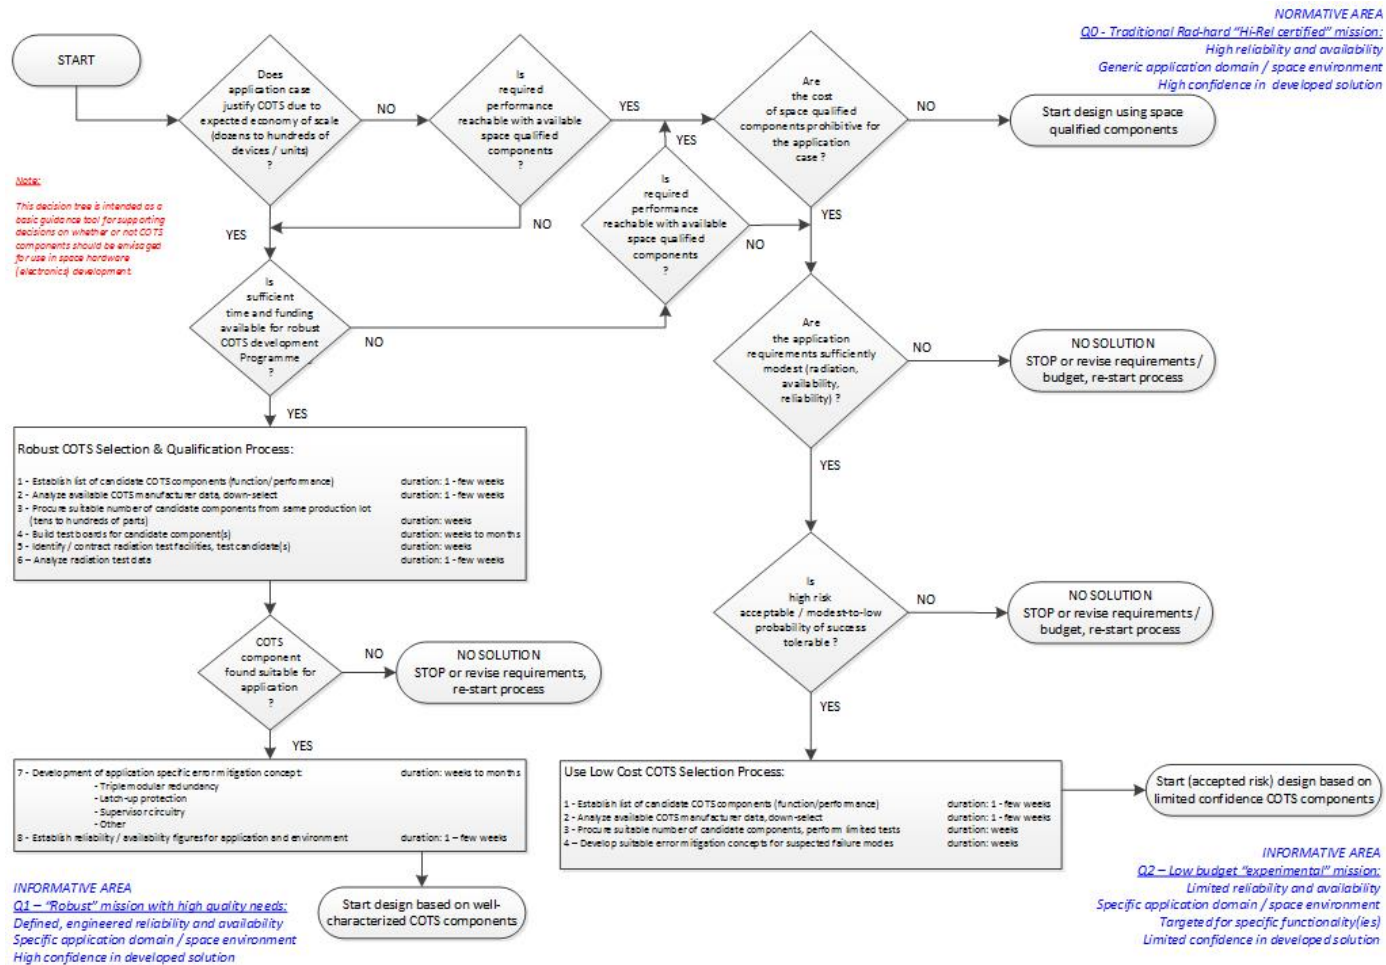 START
Does
application case
justify COTS due to
expected economy of scale
(dozens to hundreds of
devices / units)
?
NO
Is
required
performance
reachable with available
space qualified
components
?
YES
Are
the cost
of space qualified
components prohibitive for
the application
case ?
NO
Start design using space
qualified components
NORMATIVE AREA
Q0 - Traditional Rad-hard "Hi-Rel certified" mission:
High reliability and availability
Generic application domain / space environment
High confidence in developed solution
Note:
This decision tree is intended as a
basic guidance tool for supporting
decisions on whether or not COTS
components should be envisaged
for use in space hardware
(electronics) development.
YES
NO
YES
Is
required
performance
reachable with available
space qualified
components
?
NO
YES
Is
sufficient
time and funding
available for robust
COTS development
Programme
?
NO
YES
Are
the application
requirements sufficiently
modest (radiation,
availability,
reliability) ?
NO
NO SOLUTION
STOP or revise requirements /
budget, re-start process
YES
Robust COTS Selection & Qualification Process:
1 - Establish list of candidate COTS components (function/performance) duration: 1 - few weeks
2 - Analyze available COTS manufacturer data, down-select duration: 1 - few weeks
3 - Procure suitable number of candidate components from same production lot
(tens to hundreds of parts) duration: weeks
4 - Build test boards for candidate component(s) duration: weeks to months
5 - Identify / contract radiation test facilities, test candidate(s) duration: weeks
6 – Analyze radiation test data duration: 1 - few weeks
COTS
component
found suitable for
application
?
NO
NO SOLUTION
STOP or revise requirements,
re-start process
YES
Is
high risk
acceptable / modest-to-low
probability of success
tolerable ?
NO
NO SOLUTION
STOP or revise requirements /
budget, re-start process
YES
7 - Development of application specific error mitigation concept: duration: weeks to months
- Triple modular redundancy
- Latch-up protection
- Supervisor circuitry
- Other
8 - Establish reliability / availability figures for application and environment duration: 1 – few weeks
Start design based on well-
characterized COTS components
Use Low Cost COTS Selection Process:
1 - Establish list of candidate COTS components (function/performance) duration: 1 - few weeks
2 - Analyze available COTS manufacturer data, down-select duration: 1 - few weeks
3 - Procure suitable number of candidate components, perform limited tests duration: weeks
4 – Develop suitable error mitigation concepts for suspected failure modes duration: weeks
Start (accepted risk) design based on
limited confidence COTS components
INFORMATIVE AREA
Q1 – "Robust" mission with high quality needs:
Defined, engineered reliability and availability
Specific application domain / space environment
High confidence in developed solution
INFORMATIVE AREA
Q2 – Low budget "experimental" mission:
Limited reliability and availability
Specific application domain / space environment
Targeted for specific functionality(ies)
Limited confidence in developed solution